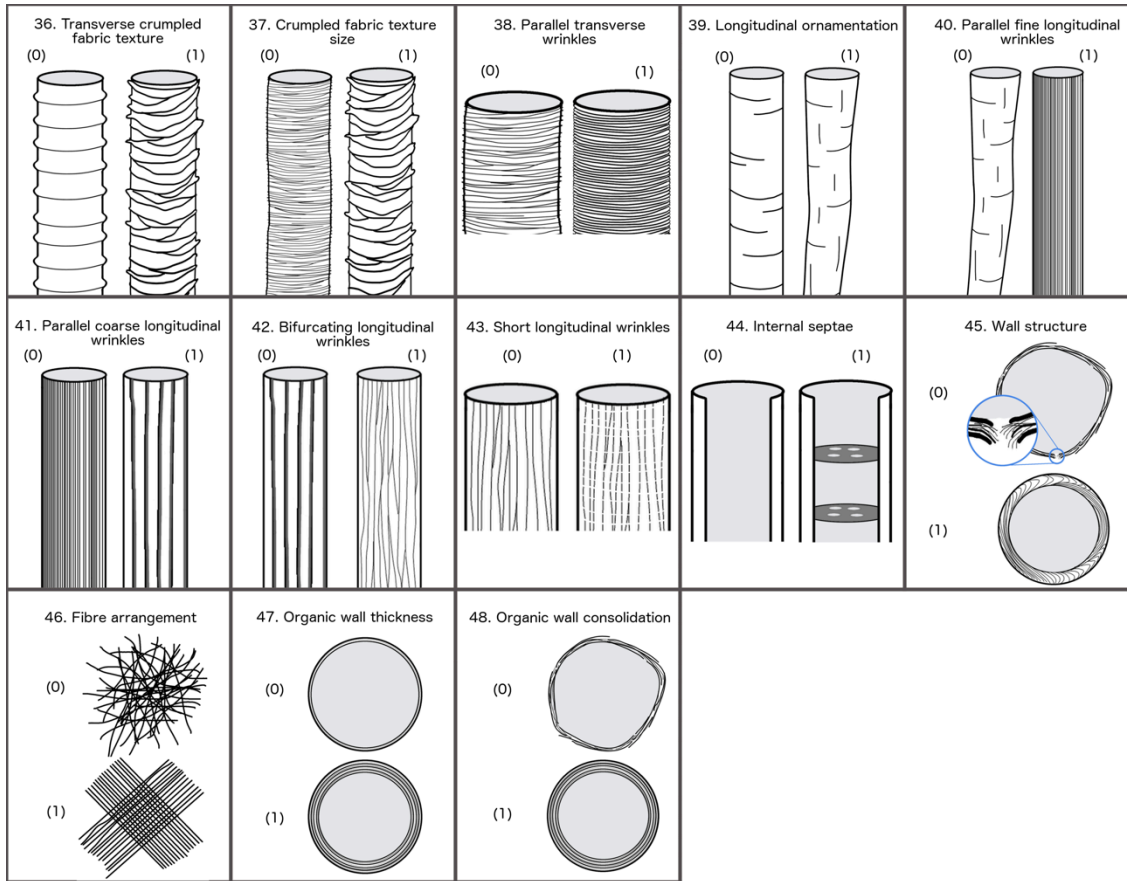 36. Transverse crumpled
fabric texture
(0) (1)
37. Crumpled fabric texture
size
(0) (1)
38. Parallel transverse
wrinkles
(0) (1)
39. Longitudinal ornamentation
(0) (1)
40. Parallel fine longitudinal
wrinkles
(0) (1)
41. Parallel coarse longitudinal
wrinkles
(0) (1)
42. Bifurcating longitudinal
wrinkles
(0) (1)
43. Short longitudinal wrinkles
(0) (1)
44. Internal septae
(0) (1)
45. Wall structure
(0)
(1)
46. Fibre arrangement
(0)
(1)
47. Organic wall thickness
(0)
(1)
48. Organic wall consolidation
(0)
(1)